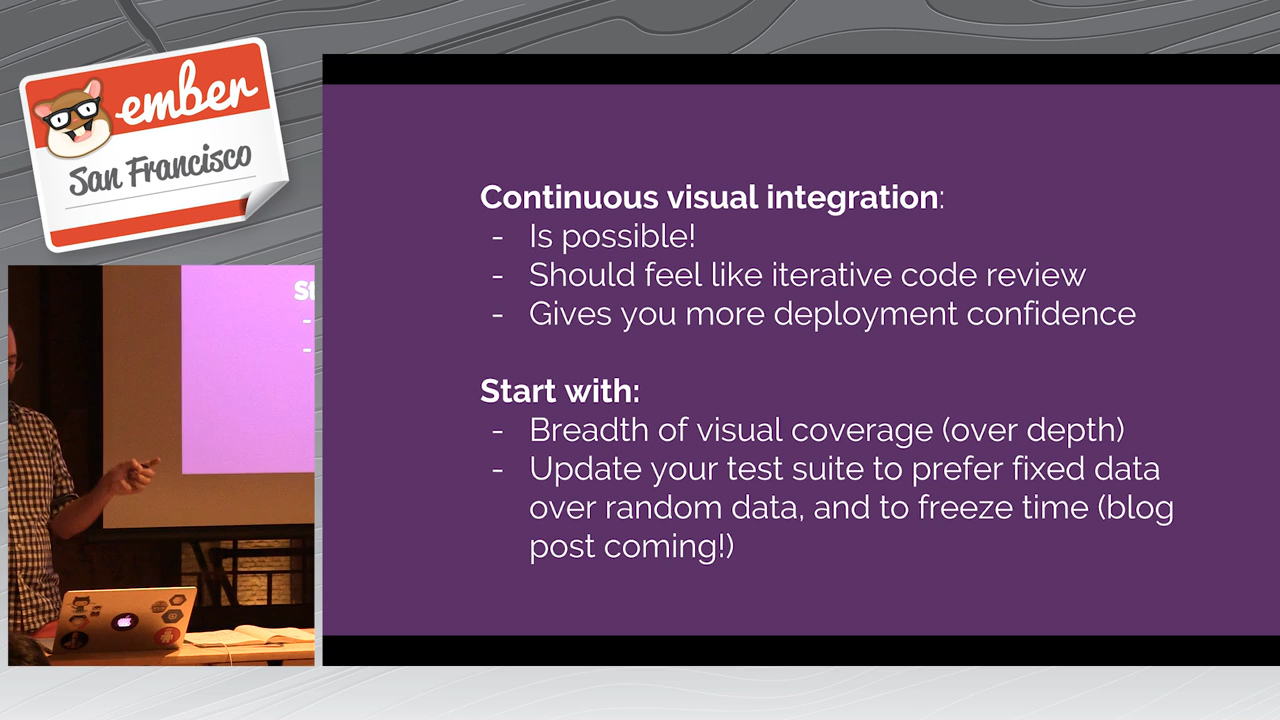 ember
San Francisco
St
-
-
Continuous visual integration:
- Is possible!
- Should feel like iterative code review
- Gives you more deployment confidence
Start with:
- Breadth of visual coverage (over depth)
- Update your test suite to prefer fixed data
over random data, and to freeze time (blog
post coming!)